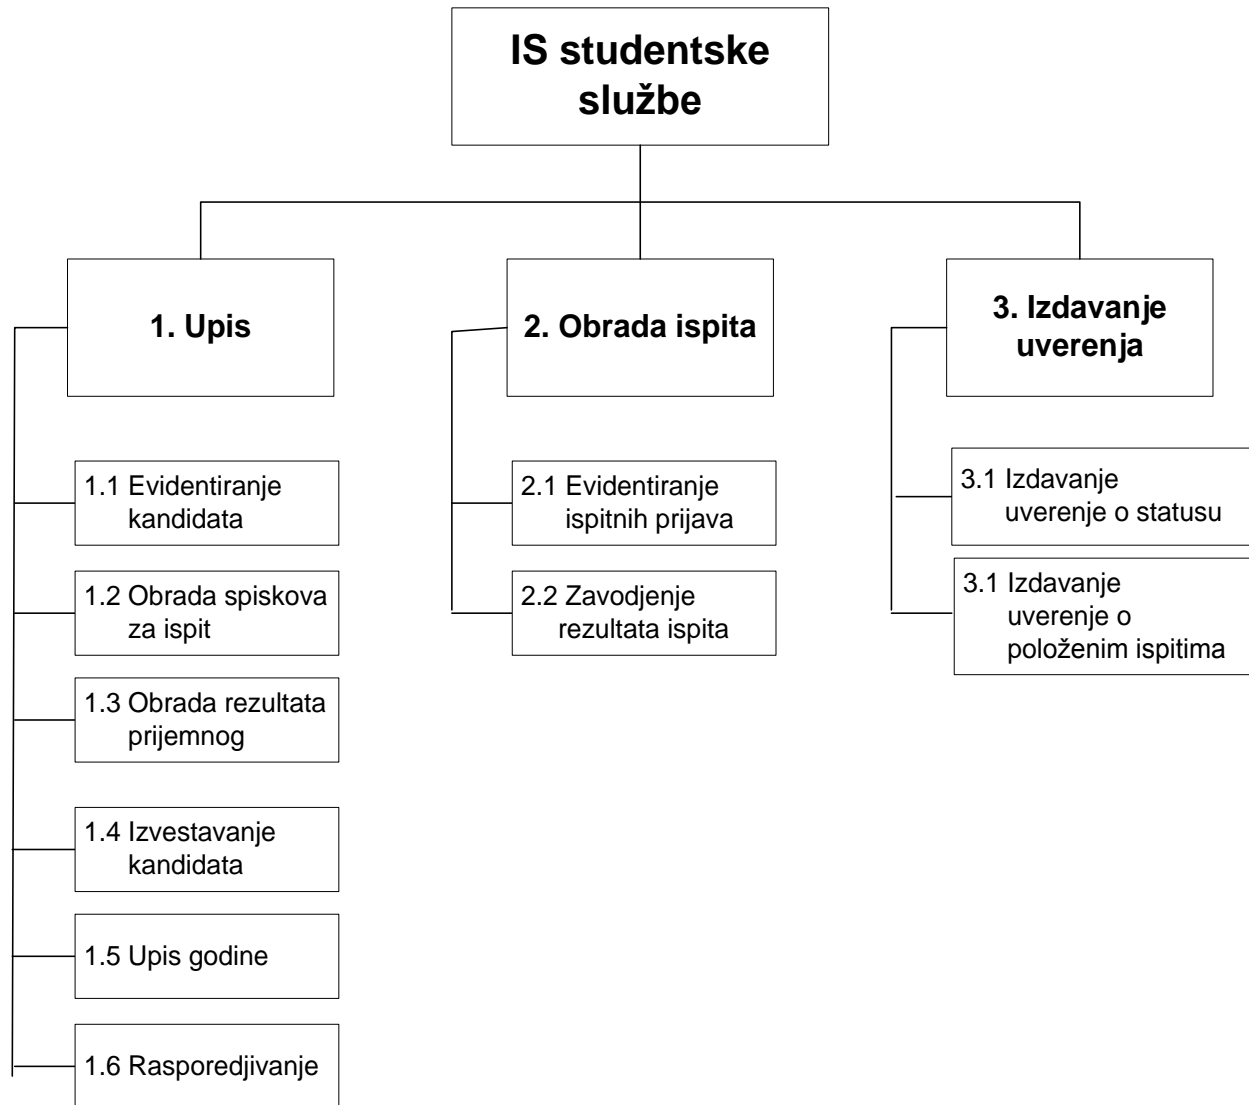 IS studentske
službe
1. Upis
2. Obrada ispita
3. Izdavanje
uverenja
1.1 Evidentiranje
kandidata
1.2 Obrada spiskova
za ispit
1.3 Obrada rezultata
prijemnog
1.4 Izvestavanje
kandidata
1.5 Upis godine
1.6 Rasporedjivanje
2.1 Evidentiranje
ispitnih prijava
2.2 Zavodjenje
rezultata ispita
3.1 Izdavanje
uverenje o statusu
3.1 Izdavanje
uverenje o
položenim ispitima